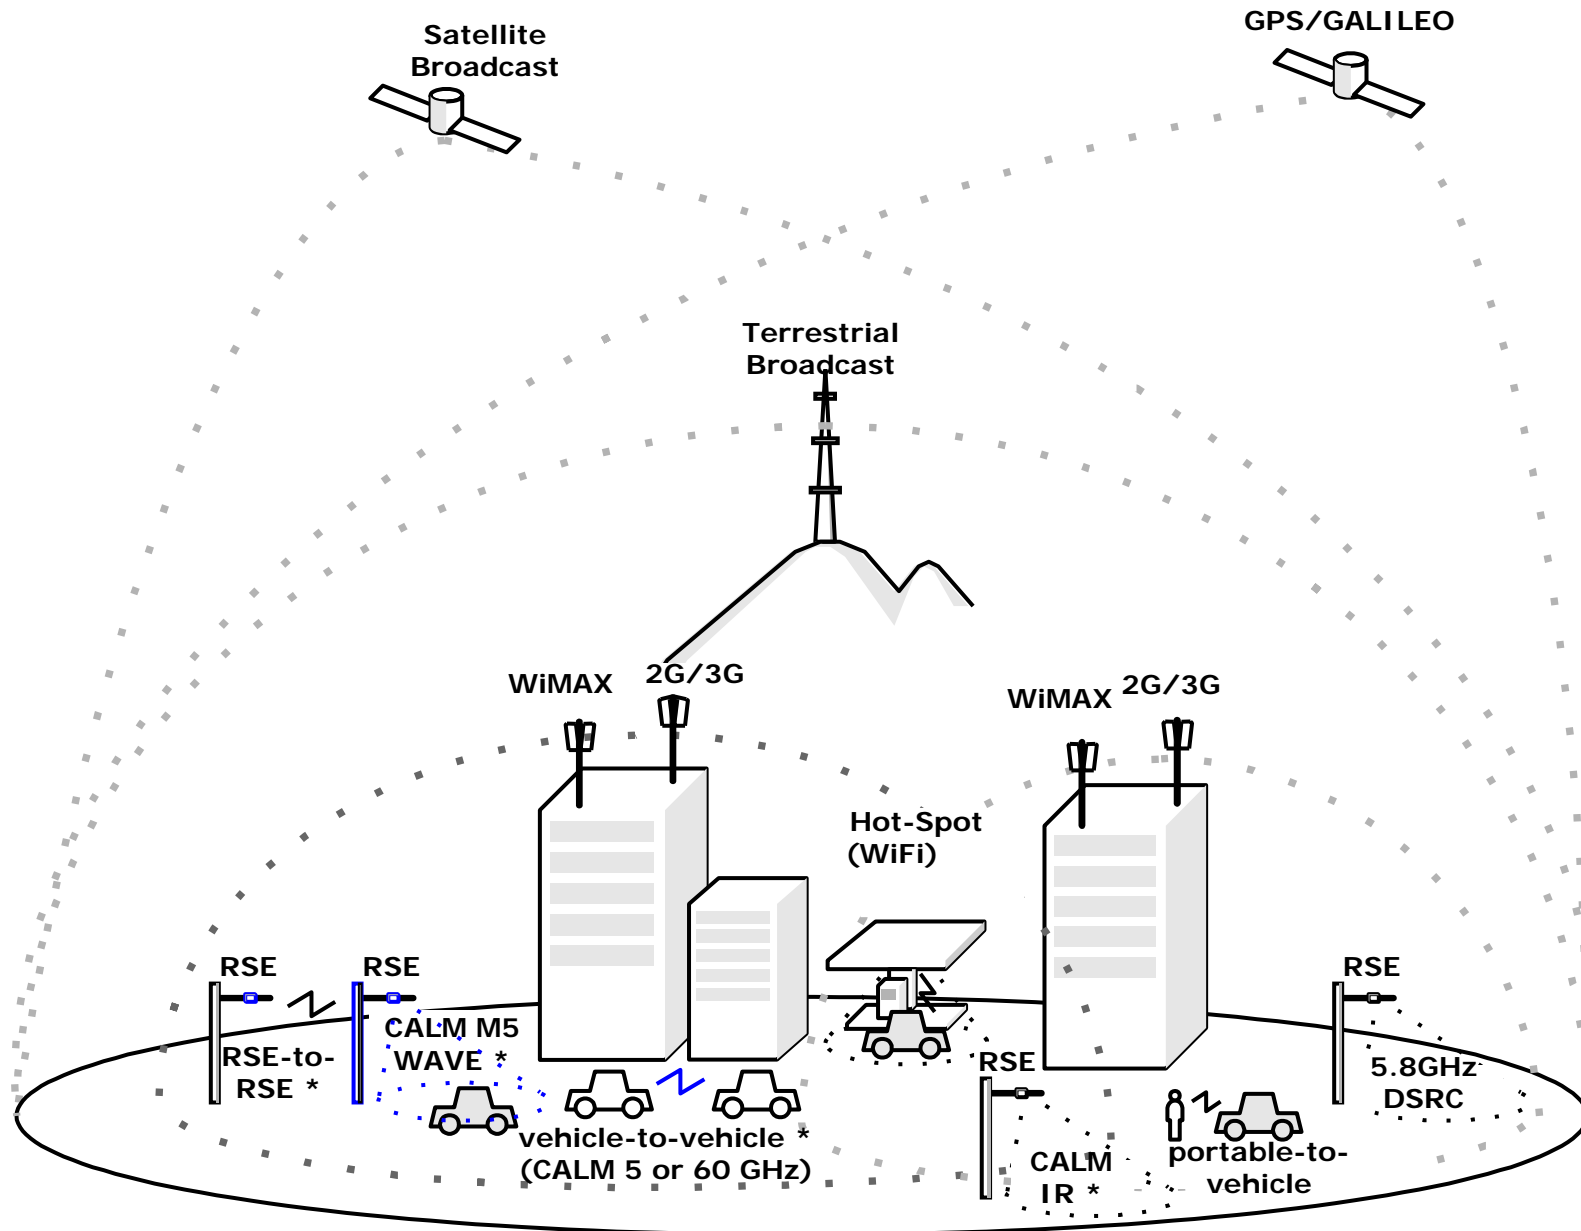 Satellite
Broadcast
GPS/GALILEO
Terrestrial
Broadcast
WiMAX
2G/3G
WiMAX
2G/3G
Hot-Spot
(WiFi)
RSE
RSE
RSE
CALM M5
WAVE *
RSE-to-
RSE *
RSE
5.8GHz
DSRC
vehicle-to-vehicle *
(CALM 5 or 60 GHz)
CALM
IR *
portable-to-
vehicle